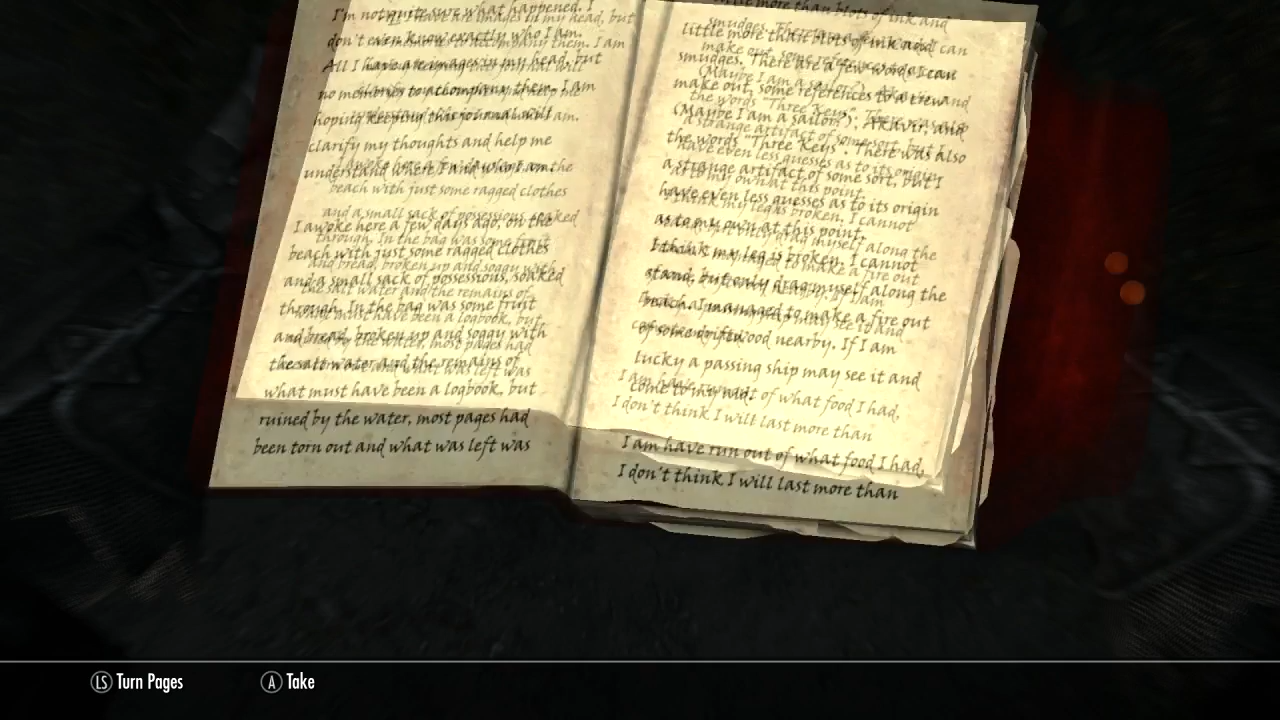 I'm not quite sure what happened. I
don't even know exactly who I am.
All I have are images in my head, but
no memories to accompany them. I am
hoping keeping this journal will
clarify my thoughts and help me
understand where I and who I am.
I awoke here a few days ago, on the
beach with just some ragged clothes
and a small sack of possessions, soaked
through. In the bag was some fruit
and bread, broken up and soggy with
the salt water and the remains of
what must have been a logbook, but
ruined by the water, most pages had
been torn out and what was left was
little more than blots of ink and
smudges. There are a few words I can
make out, some references to a crew
(Maybe I am a sailor?), Akavir, and
the words "Three Keys". There was also
a strange artifact of some sort, but I
have even less guesses as to its origin
as to my own at this point.
I think my leg is broken. I cannot
stand, but only drag myself along the
beach. I managed to make a fire out
of some driftwood nearby. If I am
lucky a passing ship may see it and
come to my aid.
I am have run out of what food I had,
I don't think I will last more than
LS Turn Pages
A Take